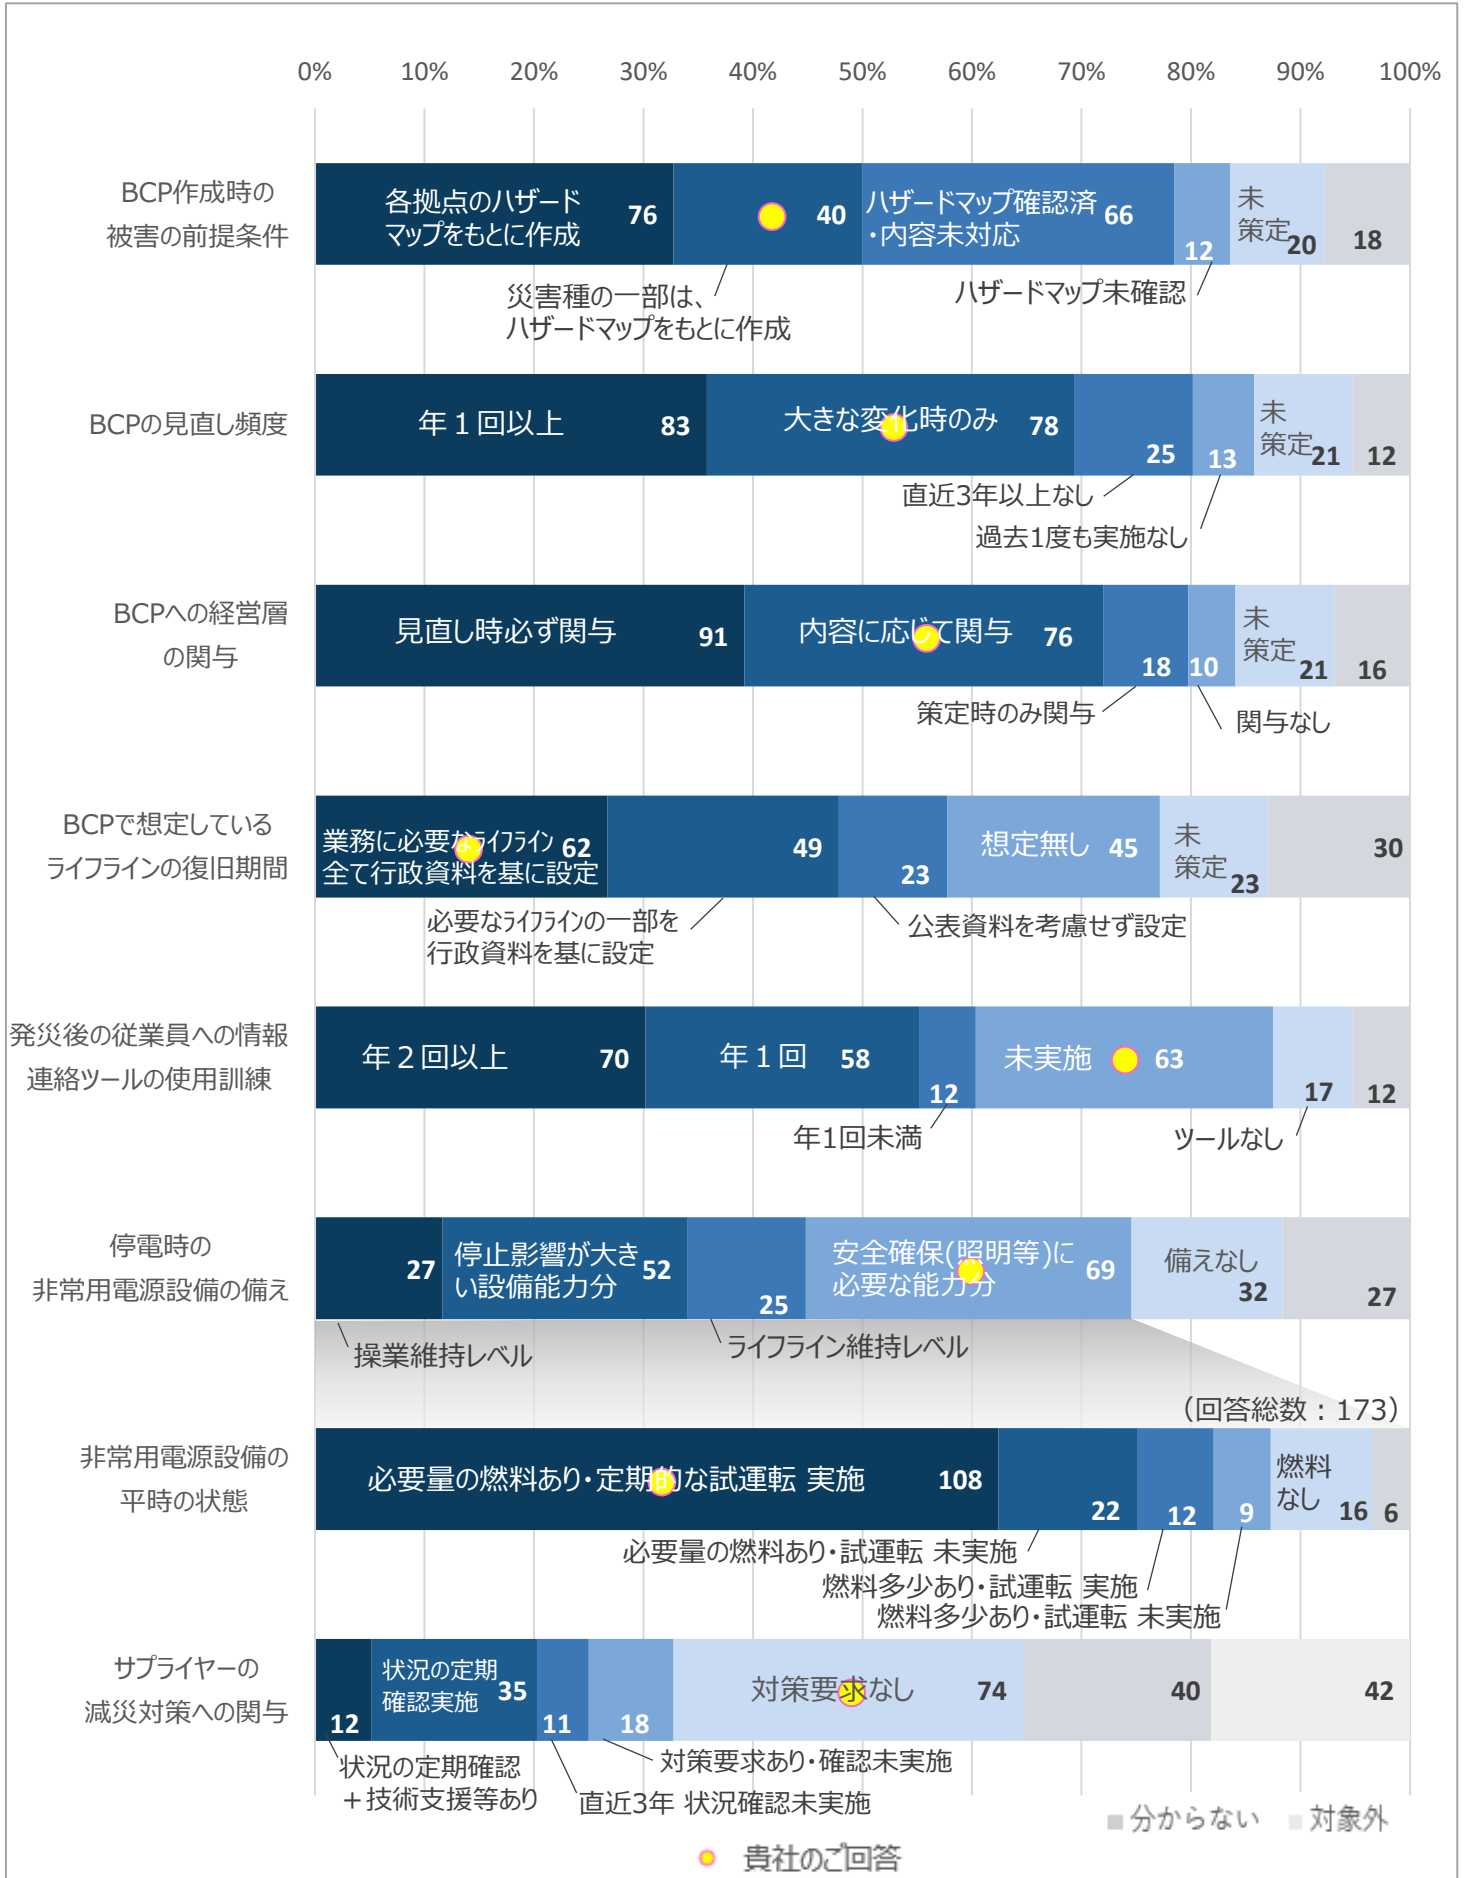 0% 10% 20% 30% 40% 50% 60% 70% 80% 90% 100%
BCP作成時の
被害の前提条件
各拠点のハザード
マップをもとに作成
76
40
ハザードマップ確認済
・内容未対応
66
12
未
策定
20
18
災害種の一部は、
ハザードマップをもとに作成
ハザードマップ未確認
BCPの見直し頻度
年１回以上
83
大きな変化時のみ
78
25
13
未
策定
21
12
直近3年以上なし
過去1度も実施なし
BCPへの経営層
の関与
見直し時必ず関与
91
内容に応じて関与
76
18
10
未
策定
21
16
策定時のみ関与
関与なし
BCPで想定している
ライフラインの復旧期間
業務に必要なライフライン
全て行政資料を基に設定
62
49
23
想定無し
45
未
策定
23
30
必要なライフラインの一部を
行政資料を基に設定
公表資料を考慮せず設定
発災後の従業員への情報
連絡ツールの使用訓練
年２回以上
70
年１回
58
12
未実施
63
17
12
年1回未満
ツールなし
停電時の
非常用電源設備の備え
27
停止影響が大き
い設備能力分
52
25
安全確保(照明等)に
必要な能力分
69
備えなし
32
27
操業維持レベル
ライフライン維持レベル
（回答総数：173）
非常用電源設備の
平時の状態
必要量の燃料あり・定期的な試運転 実施
108
22
12
9
燃料
なし
16
6
必要量の燃料あり・試運転 未実施
燃料多少あり・試運転 実施
燃料多少あり・試運転 未実施
サプライヤーの
減災対策への関与
12
状況の定期
確認実施
35
11
18
対策要求なし
74
40
42
状況の定期確認
＋技術支援等あり
対策要求あり・確認未実施
直近3年 状況確認未実施
分からない 対象外
貴社のご回答